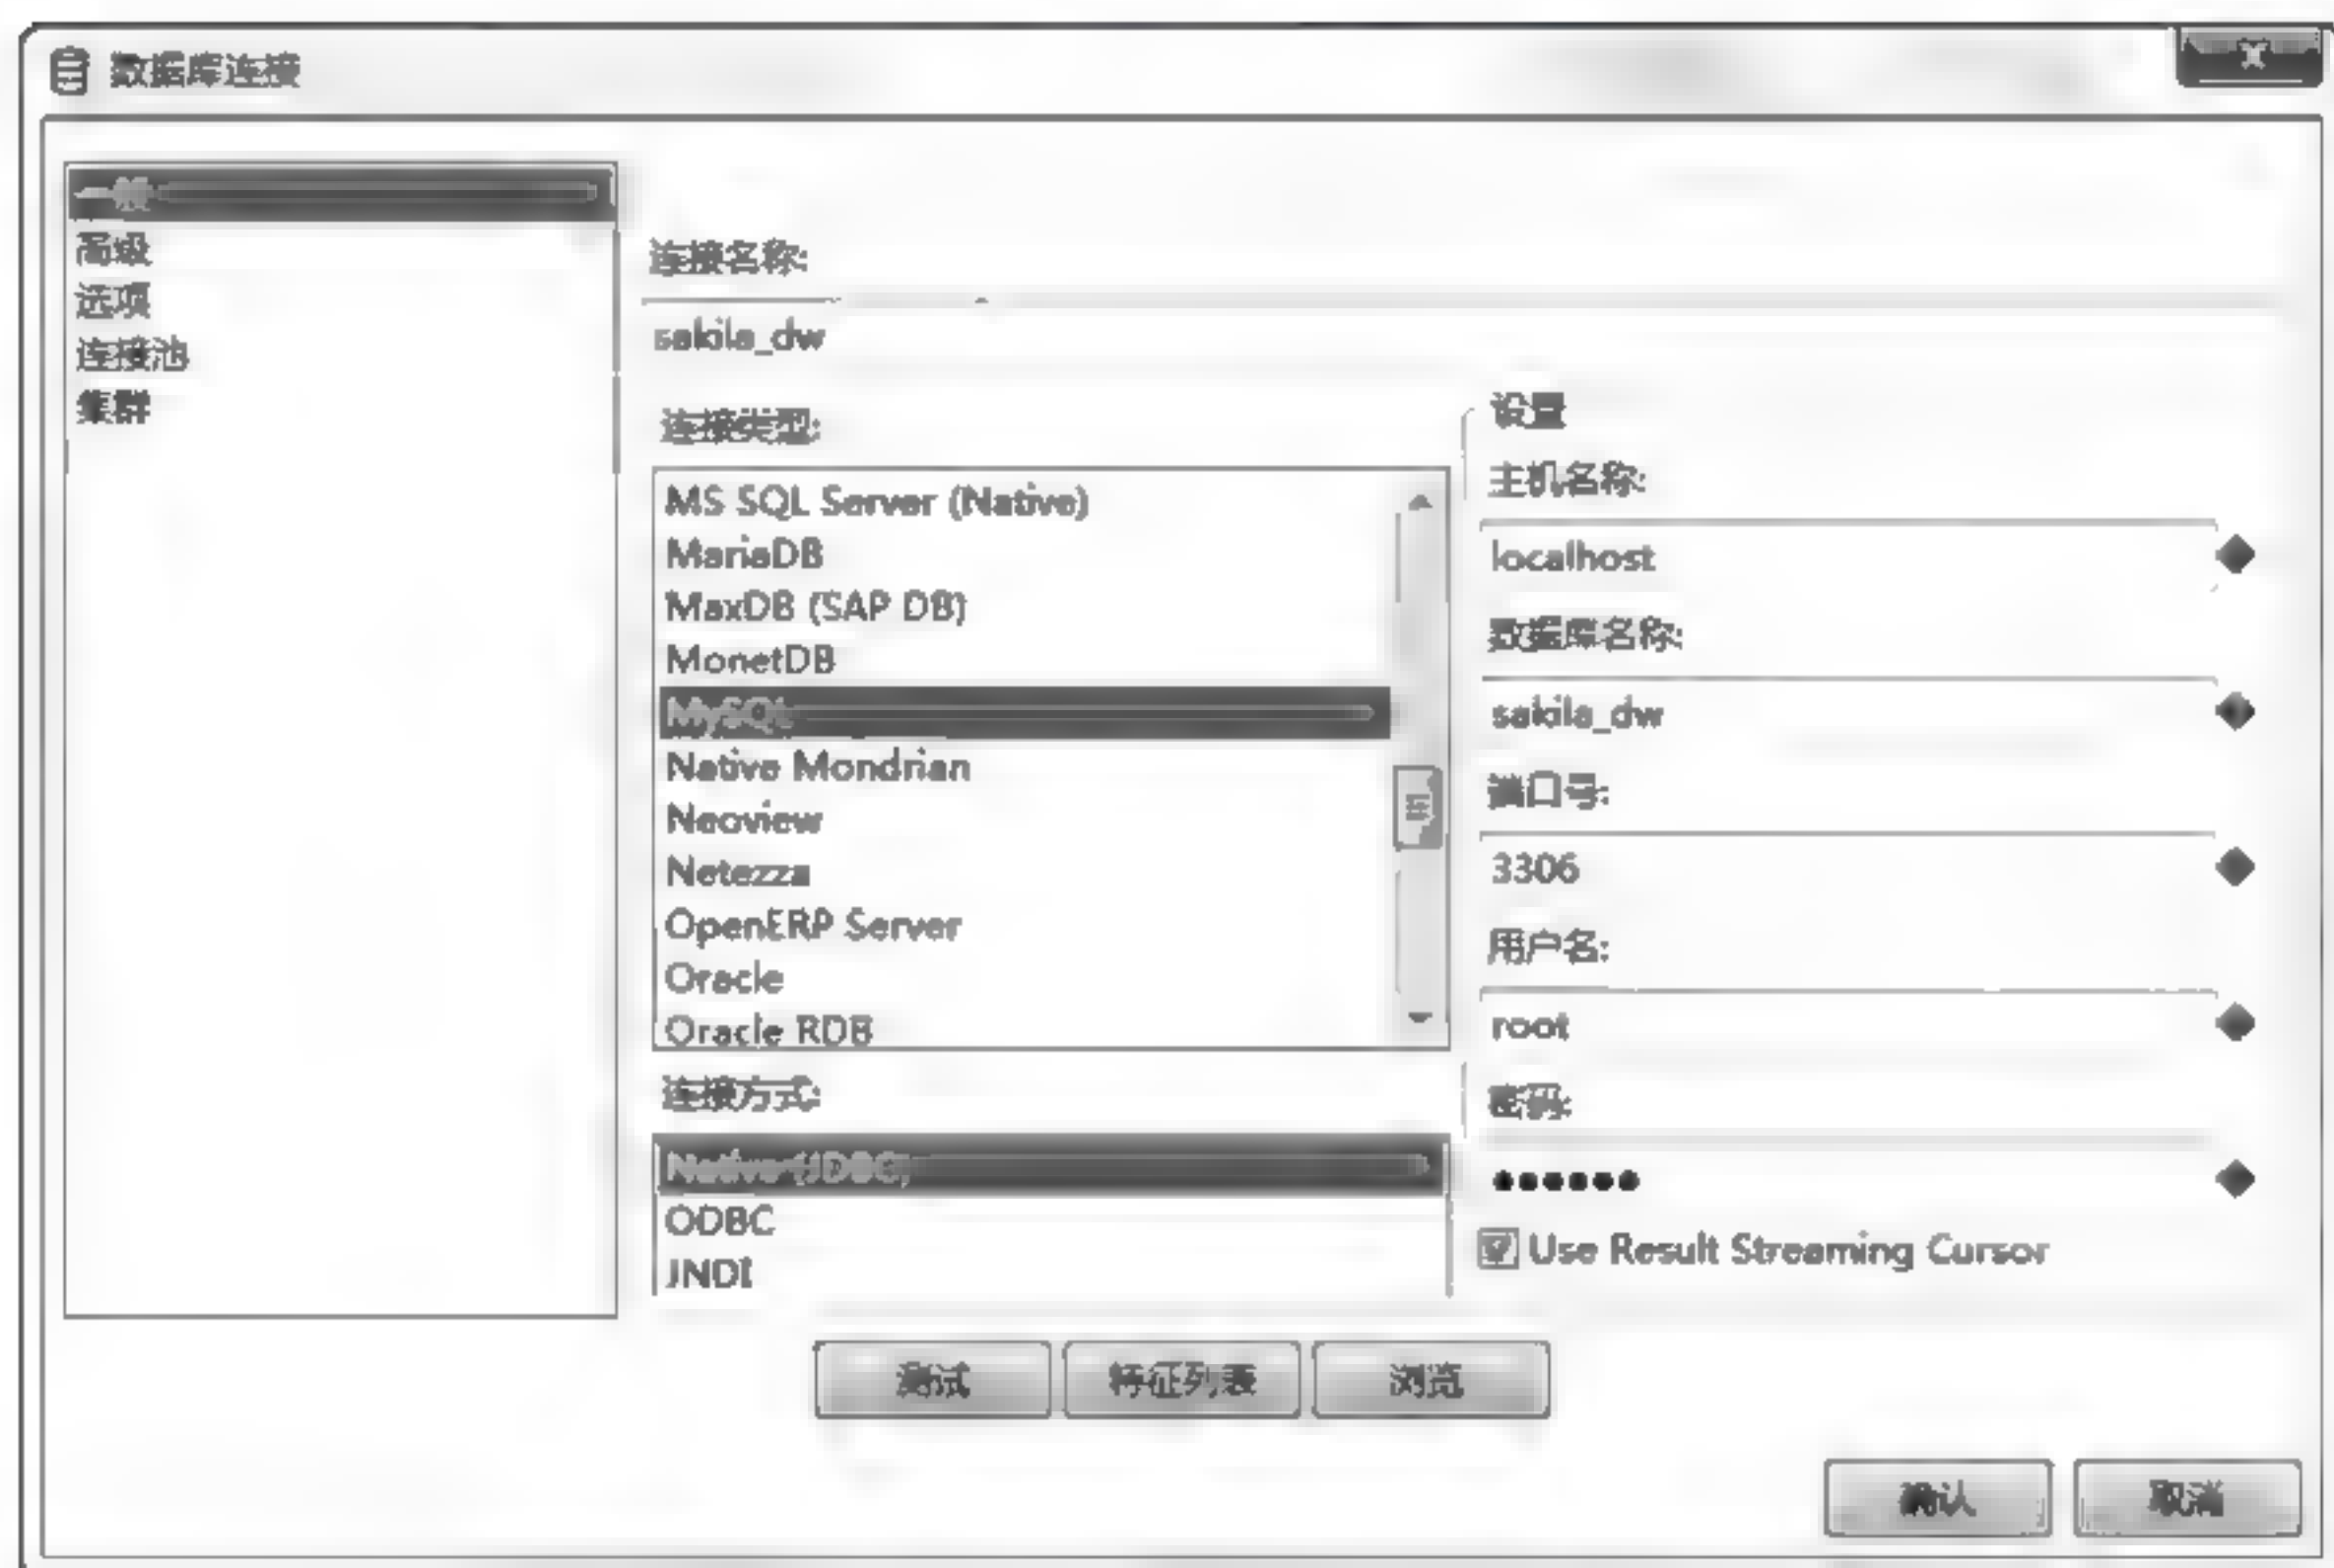 数据库连接
一般
高级
选项
连接池
集群
连接名称:
sakila_dw
连接类型:
MS SQL Server (Native)
MariaDB
MaxDB (SAP DB)
MonetDB
MySQL
Native Mondrian
Neoview
Netezza
OpenERP Server
Oracle
Oracle RDB
连接方式:
Native (JDBC)
ODBC
JNDI
设置
主机名称:
localhost
数据库名称:
sakila_dw
端口号:
3306
用户名:
root
密码:
●●●●●●
Use Result Streaming Cursor
测试 特征列表 浏览
确认 取消